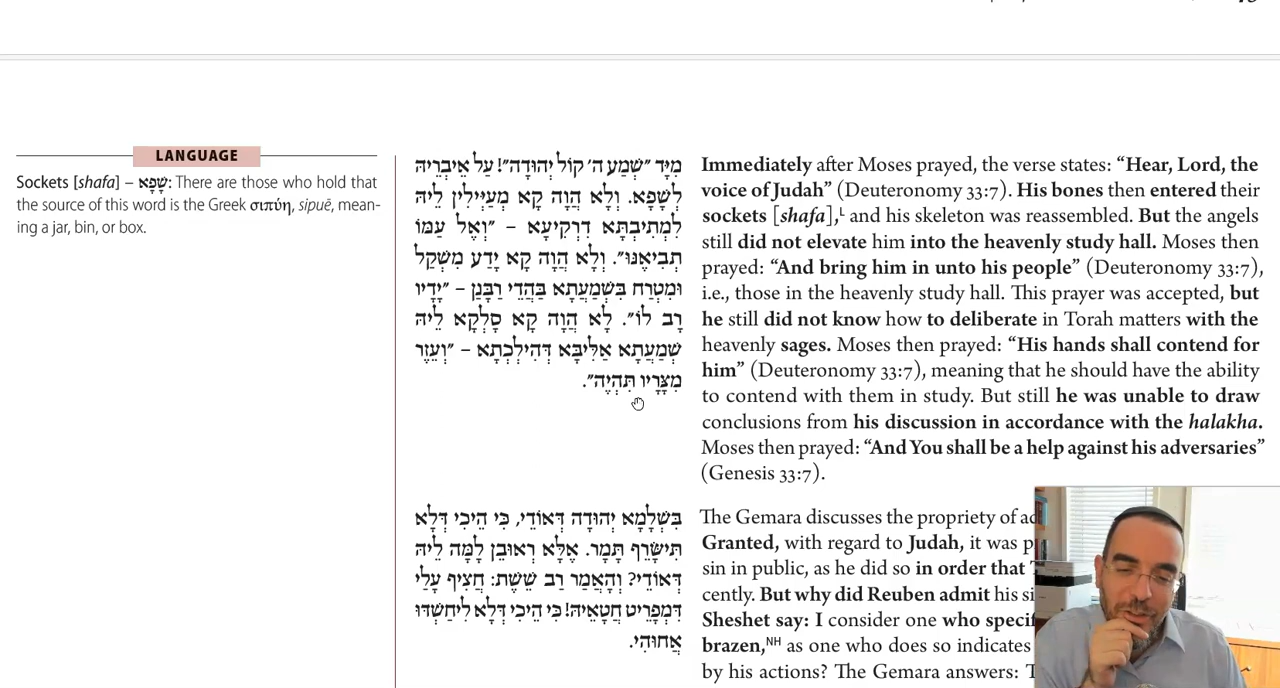 LANGUAGE
Sockets [shafa] – שָׁפָא: There are those who hold that
the source of this word is the Greek σιπύη, sipuē, mean-
ing a jar, bin, or box.
מִיָּד ״שְׁמַע ה׳ קוֹל יְהוּדָה״! עַל אֵיבְרֵיהּ
לְשָׁפָא. וְלָא הֲוָה קָא מְעַיְּילִין לֵיהּ
לִמְתִיבְתָּא דִרְקִיעָא – ״וְאֶל עַמּוֹ
תְּבִיאֶנּוּ״. וְלָא הֲוָה קָא יָדַע מִשְׁקַל
וּמִטְרַח בִּשְׁמַעְתָּא בַּהֲדֵי רַבָּנַן – ״יָדָיו
רָב לוֹ״. לָא הֲוָה קָא סָלְקָא לֵיהּ
שְׁמַעְתָּא אַלִּיבָּא דְּהִילְכְתָא – ״וְעֵזֶר
מִצָּרָיו תִּהְיֶה״.
Immediately after Moses prayed, the verse states: “Hear, Lord, the
voice of Judah” (Deuteronomy 33:7). His bones then entered their
sockets [shafa],ᴸ and his skeleton was reassembled. But the angels
still did not elevate him into the heavenly study hall. Moses then
prayed: “And bring him in unto his people” (Deuteronomy 33:7),
i.e., those in the heavenly study hall. This prayer was accepted, but
he still did not know how to deliberate in Torah matters with the
heavenly sages. Moses then prayed: “His hands shall contend for
him” (Deuteronomy 33:7), meaning that he should have the ability
to contend with them in study. But still he was unable to draw
conclusions from his discussion in accordance with the halakha.
Moses then prayed: “And You shall be a help against his adversaries”
(Genesis 33:7).
בִּשְׁלָמָא יְהוּדָה דְּאוֹדֵי, כִּי הֵיכִי דְּלָא
תִּישָּׂרֵף תָּמָר. אֶלָּא רְאוּבֵן לָמָּה לֵיהּ
דְּאוֹדֵי? וְהָאֲמַר רַב שֵׁשֶׁת: חֲצִיף עָלַי
דִּמְפָרֵיט חֶטְאֵיהּ! כִּי הֵיכִי דְּלָא לִיחַשְׁדוּ
אֲחוּהִי.
The Gemara discusses the propriety of
Granted, with regard to Judah, it was
sin in public, as he did so in order that
cently. But why did Reuben admit his
Sheshet say: I consider one who
brazen,ᴺᴴ as one who does so indicates
by his actions? The Gemara answers: